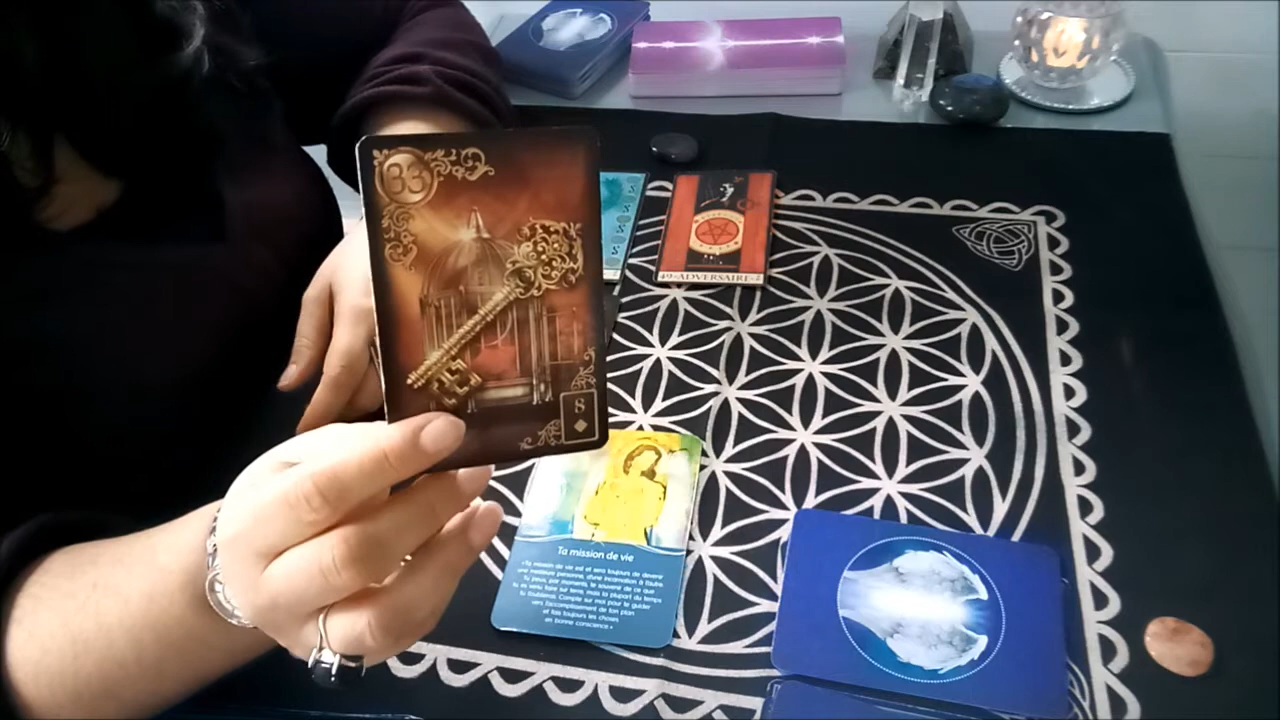 33
49-ADVERSAIRE-
8
Ta mission de vie
«Ta mission de vie est et sera toujours de devenir
une meilleure personne, d'une incarnation à l'autre.
Tu peux, par moments, te souvenir de ce que
tu es venu faire sur terre, mais la plupart du temps
tu l'oublieras. Compte sur moi pour te guider
vers l'accomplissement de ton plan
et fais toujours les choses
en bonne conscience.»